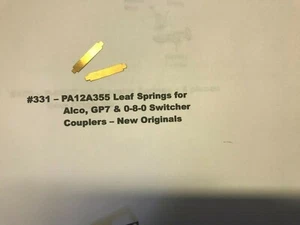 #331 – PA12A355 Leaf Springs for
Alco, GP7 & 0-8-0 Switcher
Couplers – New Originals